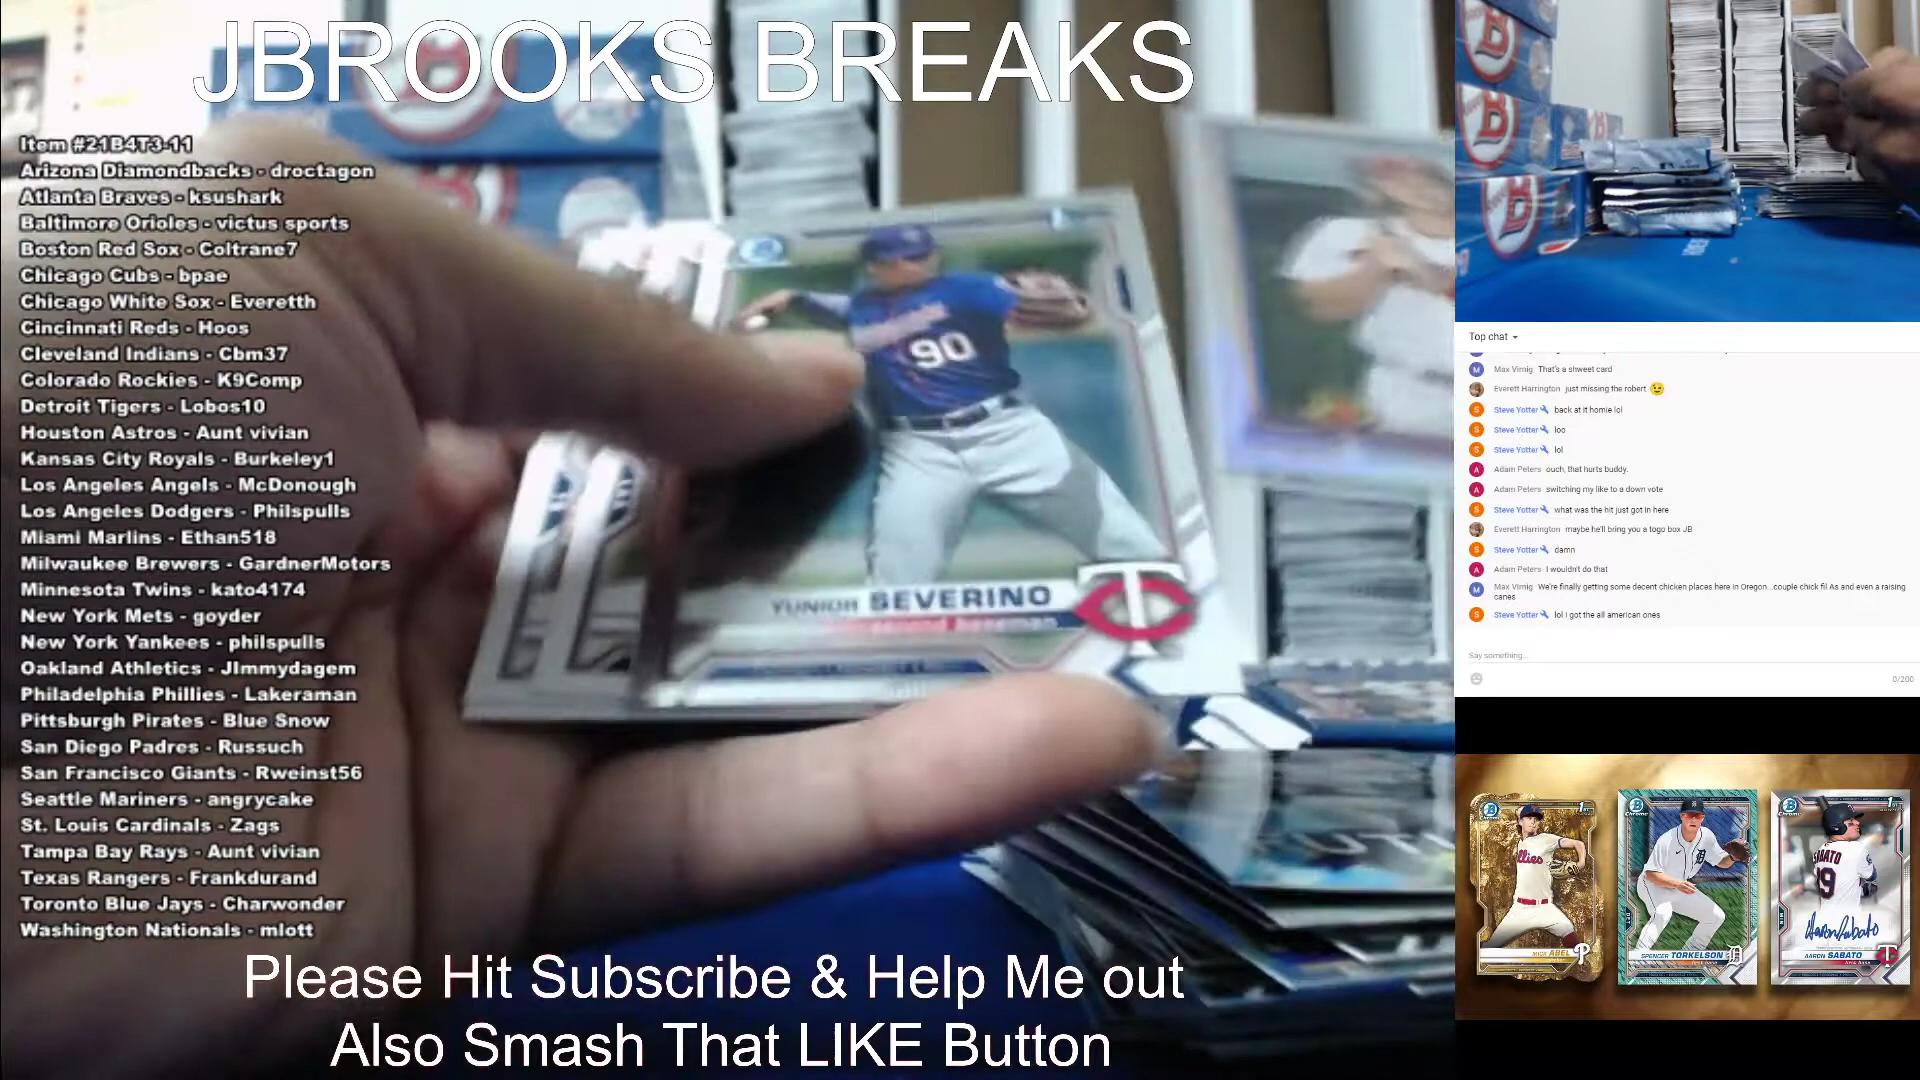 JBROOKS BREAKS
Item #21B4T3-11
Arizona Diamondbacks - droctagon
Atlanta Braves - ksushark
Baltimore Orioles - victus sports
Boston Red Sox - Coltrane7
Chicago Cubs - bpae
Chicago White Sox - Everetth
Cincinnati Reds - Hoos
Cleveland Indians - Cbm37
Colorado Rockies - K9Comp
Detroit Tigers - Lobos10
Houston Astros - Aunt vivian
Kansas City Royals - Burkeley1
Los Angeles Angels - McDonough
Los Angeles Dodgers - Philspulls
Miami Marlins - Ethan518
Milwaukee Brewers - GardnerMotors
Minnesota Twins - kato4174
New York Mets - goyder
New York Yankees - philspulls
Oakland Athletics - JImmydagem
Philadelphia Phillies - Lakeraman
Pittsburgh Pirates - Blue Snow
San Diego Padres - Russuch
San Francisco Giants - Rweinst56
Seattle Mariners - angrycake
St. Louis Cardinals - Zags
Tampa Bay Rays - Aunt vivian
Texas Rangers - Frankdurand
Toronto Blue Jays - Charwonder
Washington Nationals - mlott
90
YUNIOR SEVERINO
second baseman
Please Hit Subscribe & Help Me out
Also Smash That LIKE Button
Top chat
Max Virnig That's a shweet card
Everett Harrington just missing the robert
Steve Yotter back at it homie lol
Steve Yotter loo
Steve Yotter lol
Adam Peters ouch, that hurts buddy.
Adam Peters switching my like to a down vote
Steve Yotter what was the hit just got in here
Everett Harrington maybe he'll bring you a togo box JB
Steve Yotter damn
Adam Peters I wouldn't do that
Max Virnig We're finally getting some decent chicken places here in Oregon...couple chick fil As and even a raising
canes
Steve Yotter lol I got the all american ones
Say something...
0/200
MICK ABEL
SPENCER TORKELSON
SABATO
19
AARON SABATO